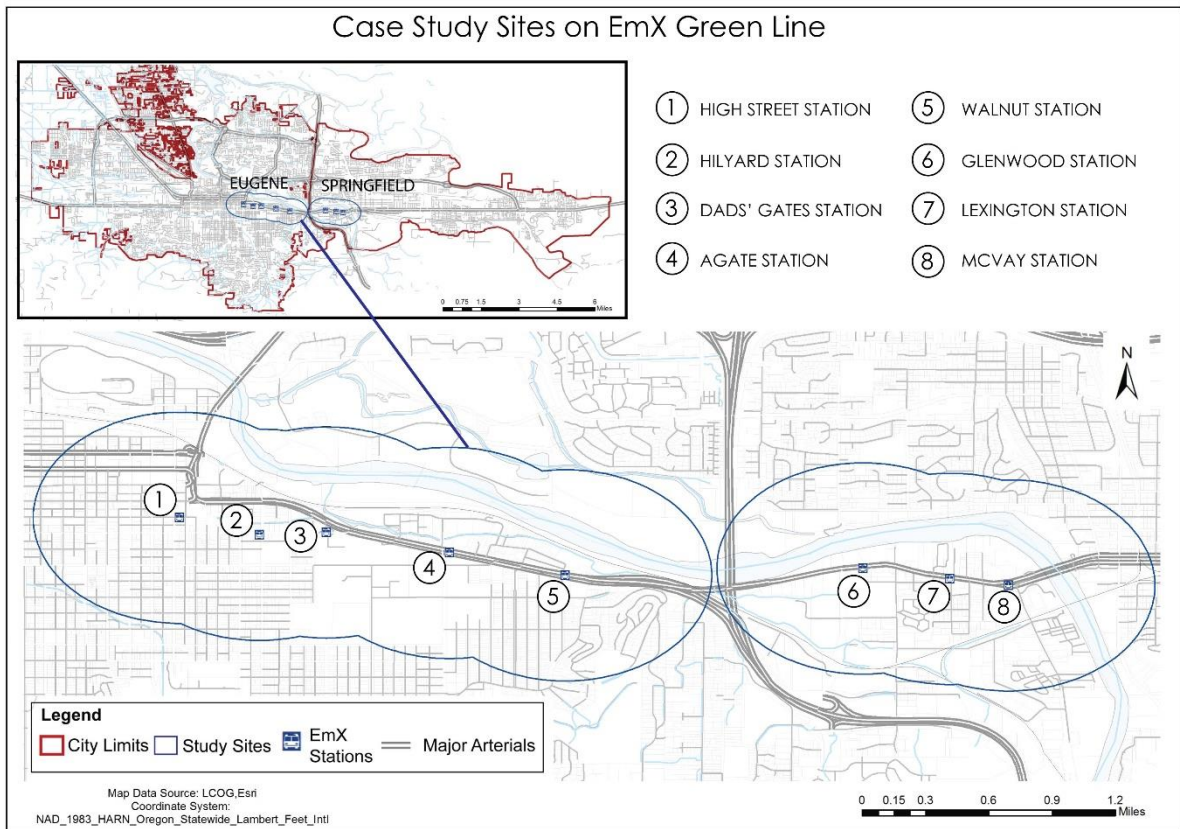 Case Study Sites on EmX Green Line
EUGENE
SPRINGFIELD
0 0.75 1.5 3 4.5 6
Miles
1 HIGH STREET STATION
2 HILYARD STATION
3 DADS' GATES STATION
4 AGATE STATION
5 WALNUT STATION
6 GLENWOOD STATION
7 LEXINGTON STATION
8 MCVAY STATION
N
1
2
3
4
5
6
7
8
Legend
City Limits
Study Sites
EmX
Stations
Major Arterials
Map Data Source: LCOG,Esri
Coordinate System:
NAD_1983_HARN_Oregon_Statewide_Lambert_Feet_Intl
0 0.15 0.3 0.6 0.9 1.2
Miles